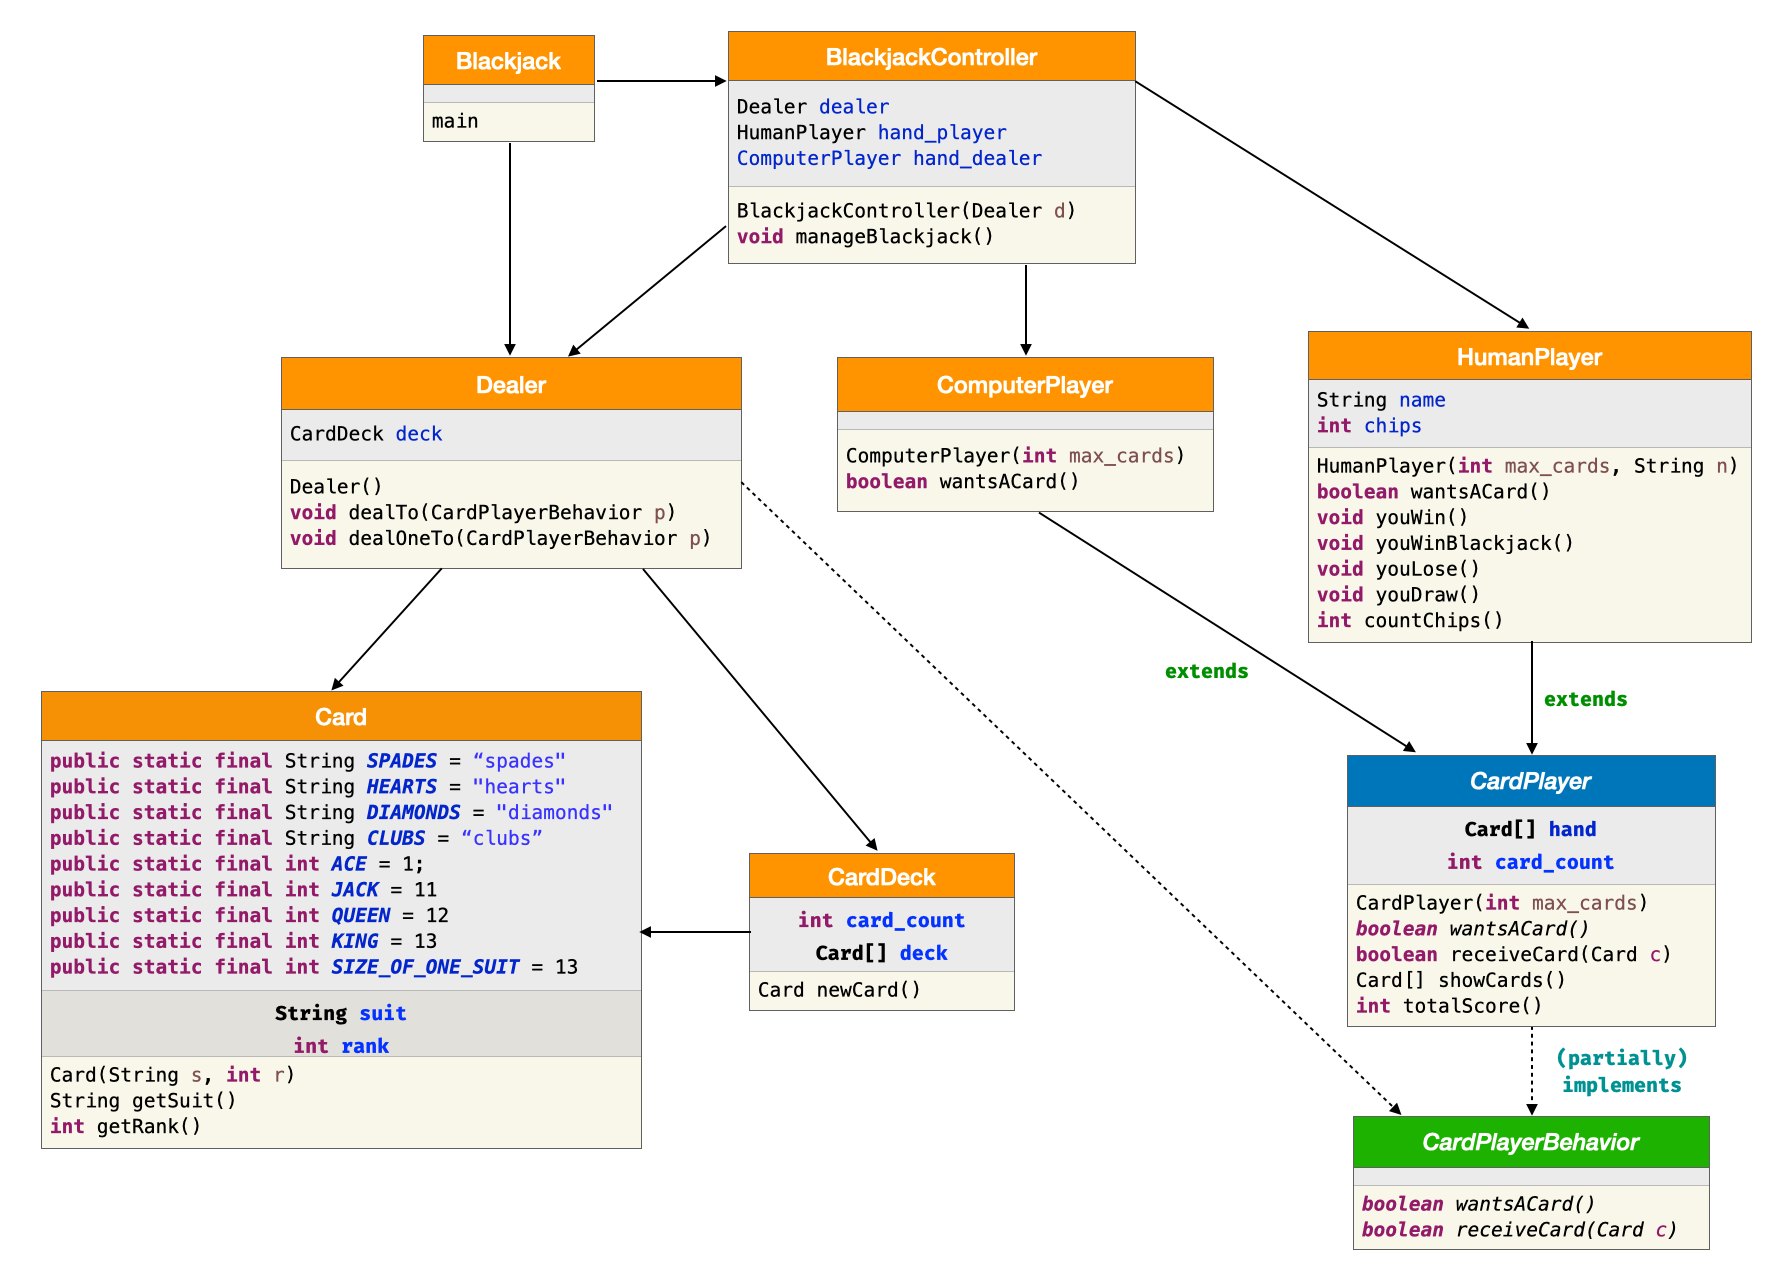 Blackjack
main
BlackjackController
Dealer dealer
HumanPlayer hand_player
ComputerPlayer hand_dealer
BlackjackController(Dealer d)
void manageBlackjack()
Dealer
CardDeck deck
Dealer()
void dealTo(CardPlayerBehavior p)
void dealOneTo(CardPlayerBehavior p)
ComputerPlayer
ComputerPlayer(int max_cards)
boolean wantsACard()
HumanPlayer
String name
int chips
HumanPlayer(int max_cards, String n)
boolean wantsACard()
void youWin()
void youWinBlackjack()
void youLose()
void youDraw()
int countChips()
extends
extends
Card
public static final String SPADES = “spades"
public static final String HEARTS = "hearts"
public static final String DIAMONDS = "diamonds"
public static final String CLUBS = “clubs”
public static final int ACE = 1;
public static final int JACK = 11
public static final int QUEEN = 12
public static final int KING = 13
public static final int SIZE_OF_ONE_SUIT = 13
String suit
int rank
Card(String s, int r)
String getSuit()
int getRank()
CardDeck
int card_count
Card[] deck
Card newCard()
CardPlayer
Card[] hand
int card_count
CardPlayer(int max_cards)
boolean wantsACard()
boolean receiveCard(Card c)
Card[] showCards()
int totalScore()
(partially)
implements
CardPlayerBehavior
boolean wantsACard()
boolean receiveCard(Card c)